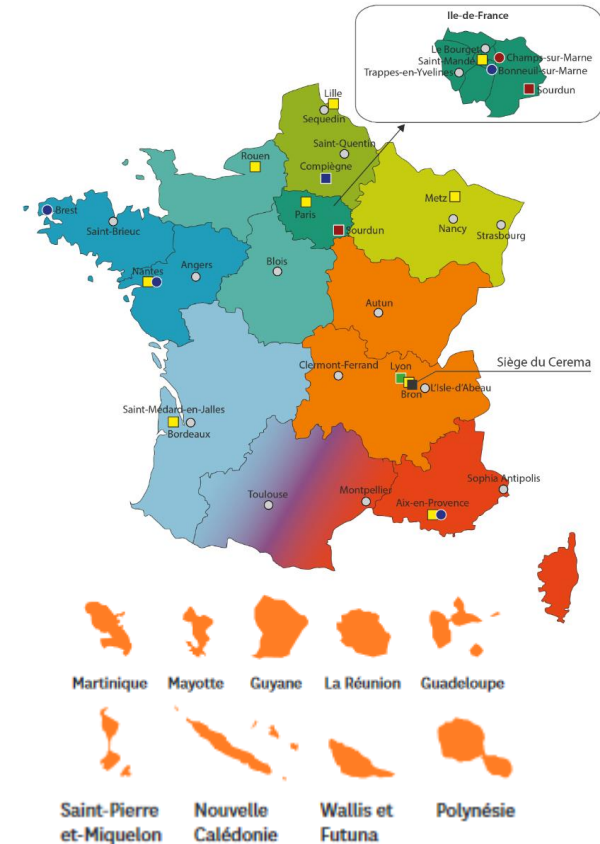 Ile-de-France
Le Bourget
Saint-Mandé
Champs-sur-Marne
Trappes-en-Yvelines
Bonneuil-sur-Marne
Sourdun
Lille
Sequedin
Saint-Quentin
Rouen
Compiègne
Metz
Paris
Brest
Saint-Brieuc
Nancy
Sourdun
Strasbourg
Nantes
Angers
Blois
Autun
Clermont-Ferrand
Lyon
Siège du Cerema
Bron
L'Isle-d'Abeau
Saint-Médard-en-Jalles
Bordeaux
Sophia Antipolis
Toulouse
Montpellier
Aix-en-Provence
Martinique
Mayotte
Guyane
La Réunion
Guadeloupe
Saint-Pierre
et-Miquelon
Nouvelle
Calédonie
Wallis et
Futuna
Polynésie